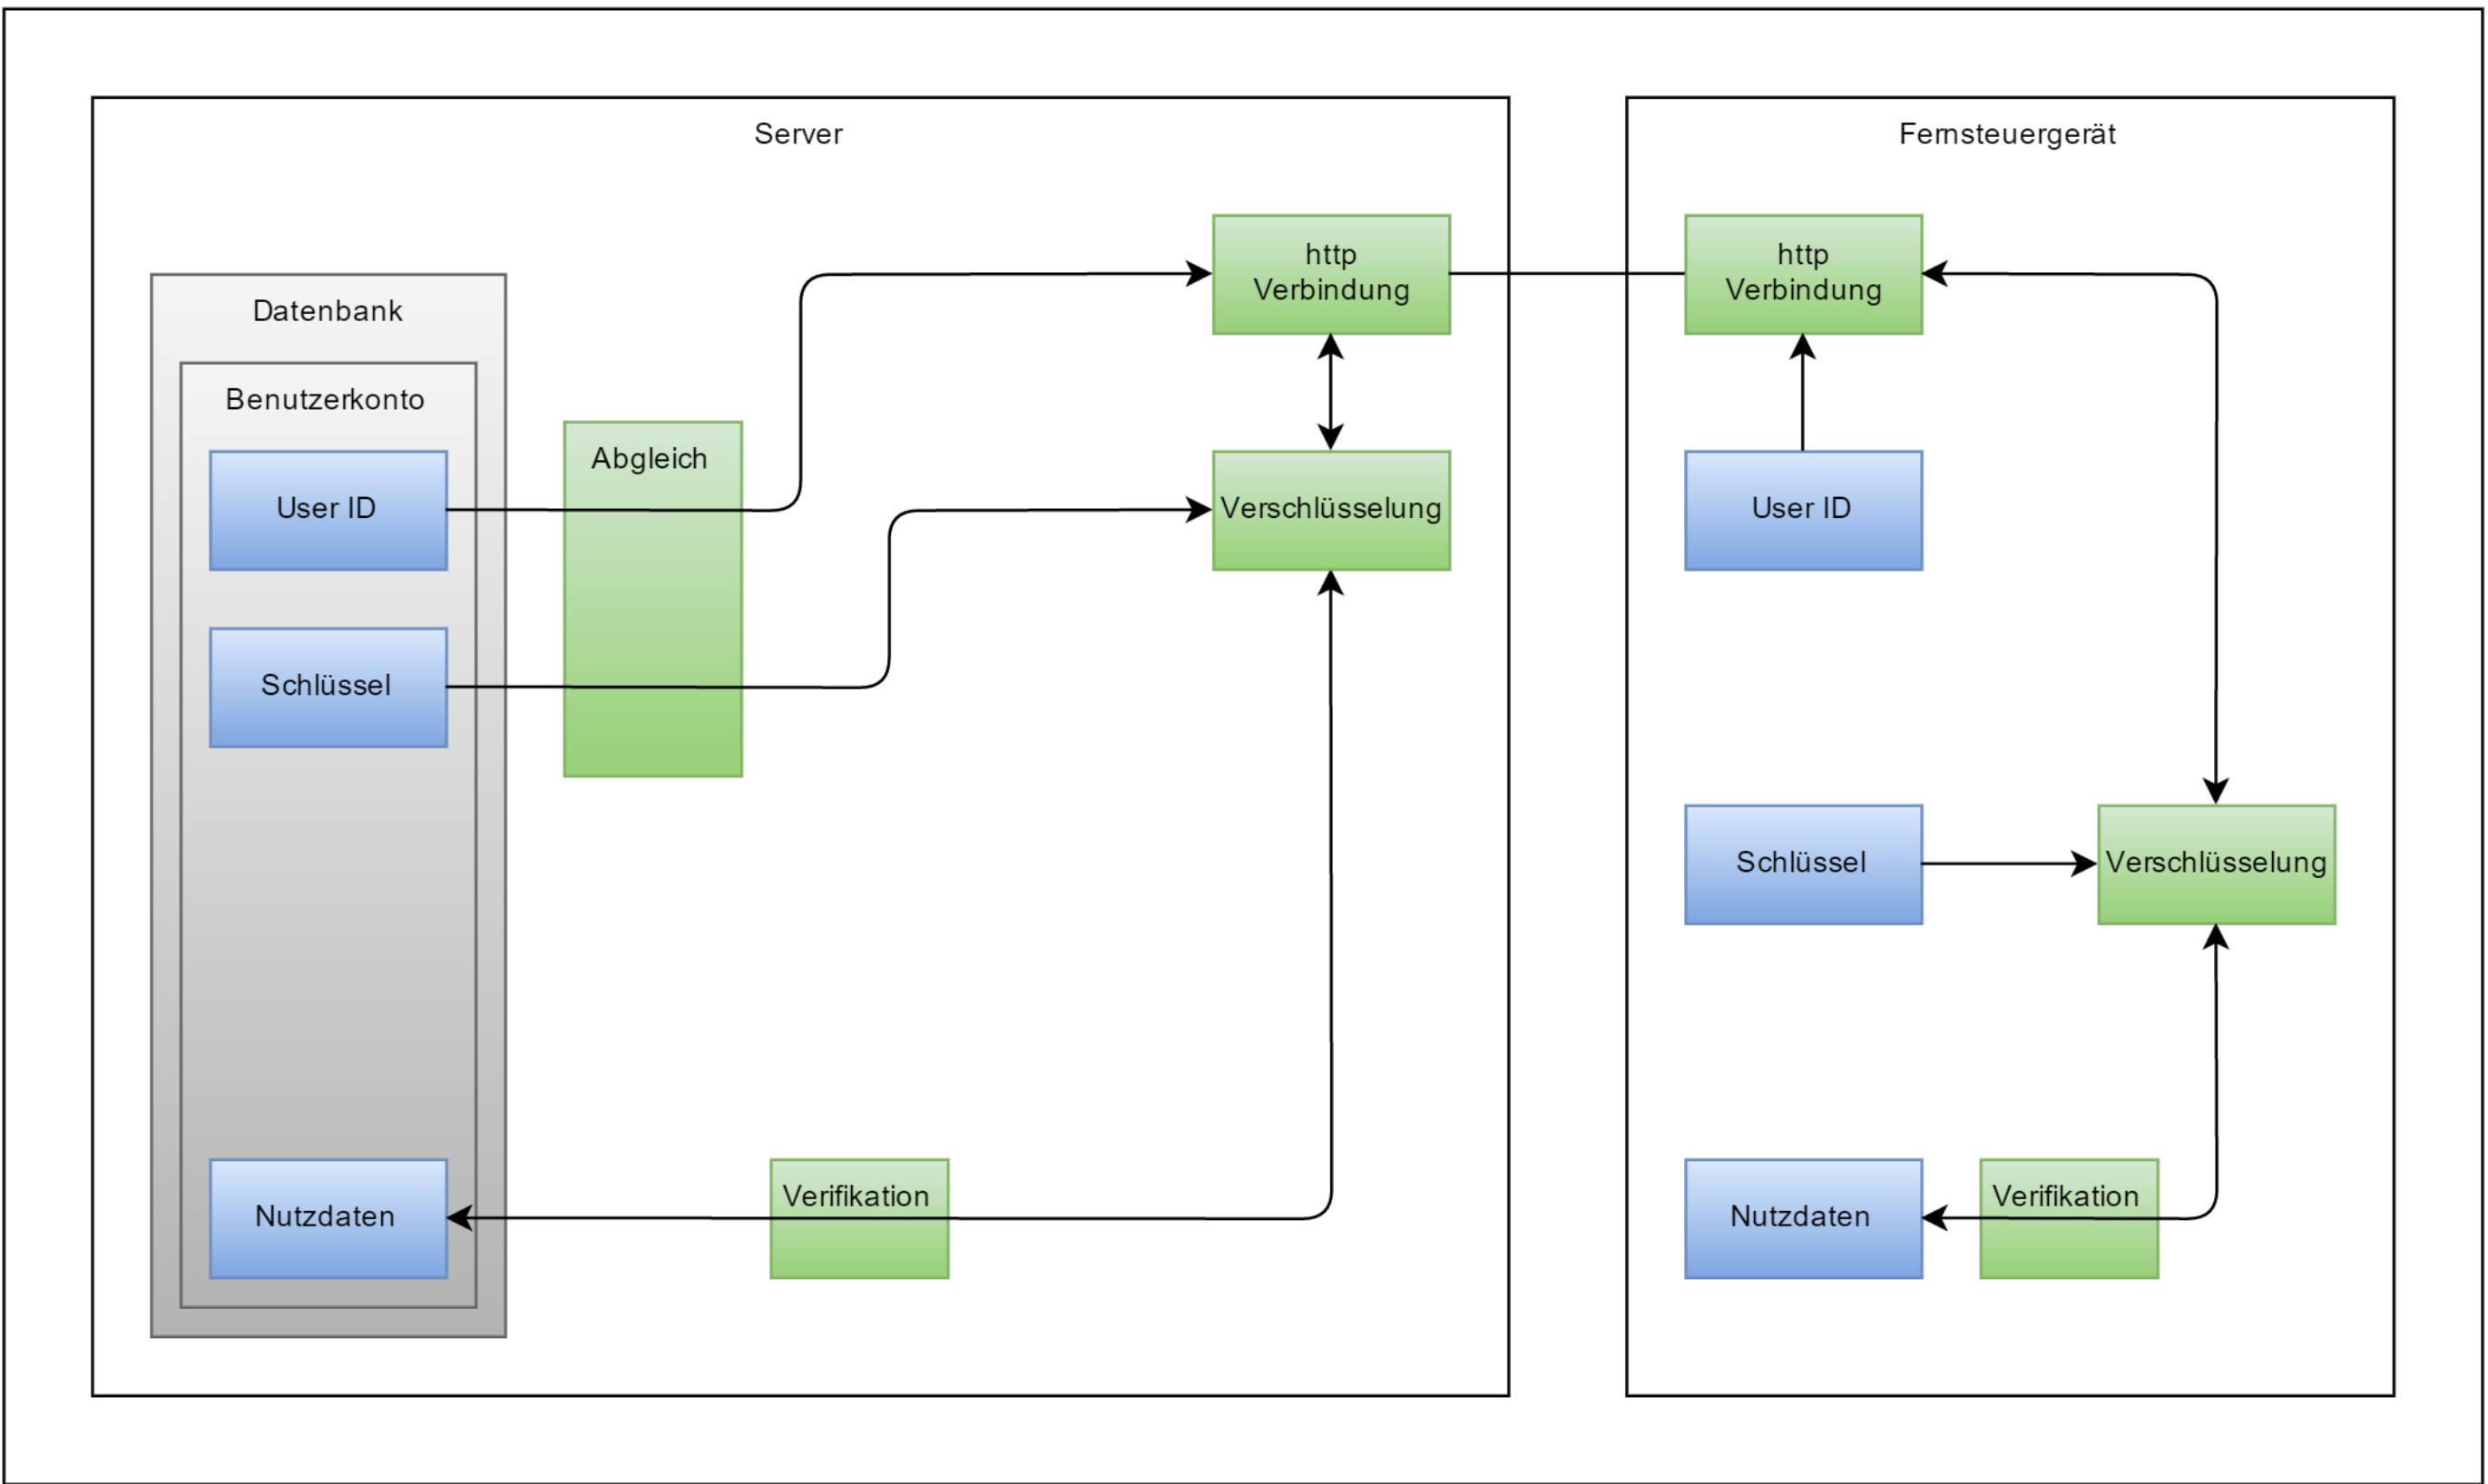 Server
Fernsteuergerät
http
Verbindung
http
Verbindung
Datenbank
Benutzerkonto
Abgleich
User ID
Verschlüsselung
User ID
Schlüssel
Schlüssel
Verschlüsselung
Nutzdaten
Verifikation
Nutzdaten
Verifikation